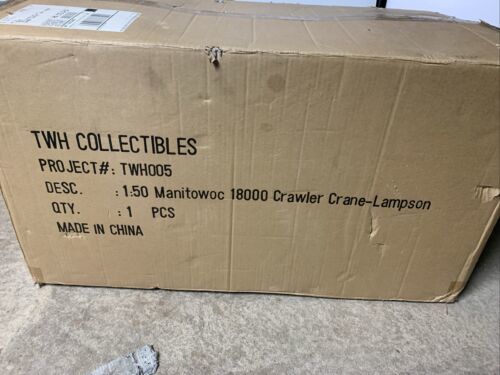 TWH COLLECTIBLES
PROJECT#: TWH005
DESC. : 1:50 Manitowoc 18000 Crawler Crane-Lampson
QTY. : 1 PCS
MADE IN CHINA